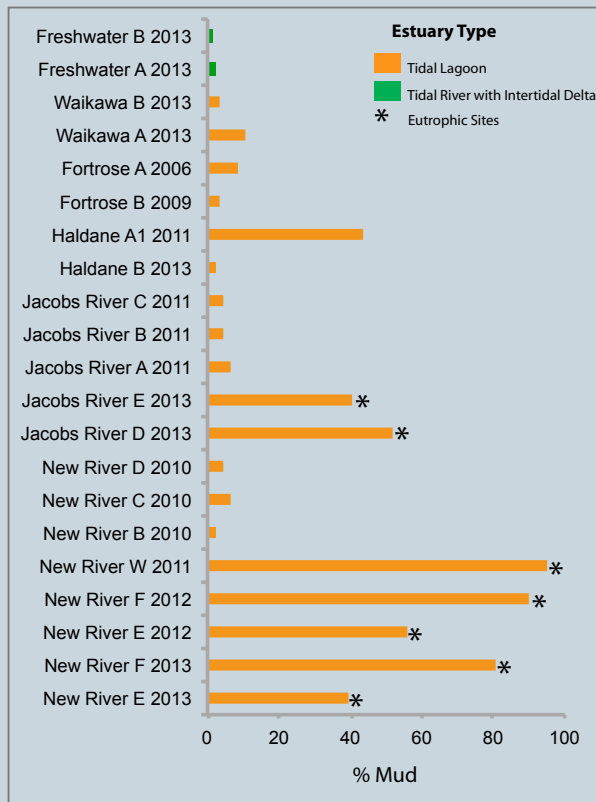 Estuary Type
Tidal Lagoon
Tidal River with Intertidal Delta
* Eutrophic Sites
Freshwater B 2013
Freshwater A 2013
Waikawa B 2013
Waikawa A 2013
Fortrose A 2006
Fortrose B 2009
Haldane A1 2011
Haldane B 2013
Jacobs River C 2011
Jacobs River B 2011
Jacobs River A 2011
Jacobs River E 2013 *
Jacobs River D 2013 *
New River D 2010
New River C 2010
New River B 2010
New River W 2011 *
New River F 2012 *
New River E 2012 *
New River F 2013 *
New River E 2013 *
0 20 40 60 80 100
% Mud